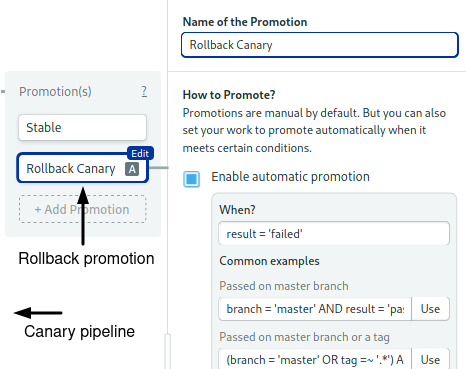 Name of the Promotion
Rollback Canary
Promotion(s) ?
Stable
Edit
Rollback Canary A
+ Add Promotion
Rollback promotion
Canary pipeline
How to Promote?
Promotions are manual by default. But you can also
set your work to promote automatically when it
meets certain conditions.
Enable automatic promotion
When?
result = 'failed'
Common examples
Passed on master branch
branch = 'master' AND result = 'pas Use
Passed on master branch or a tag
(branch = 'master' OR tag =~ '.*') A Use